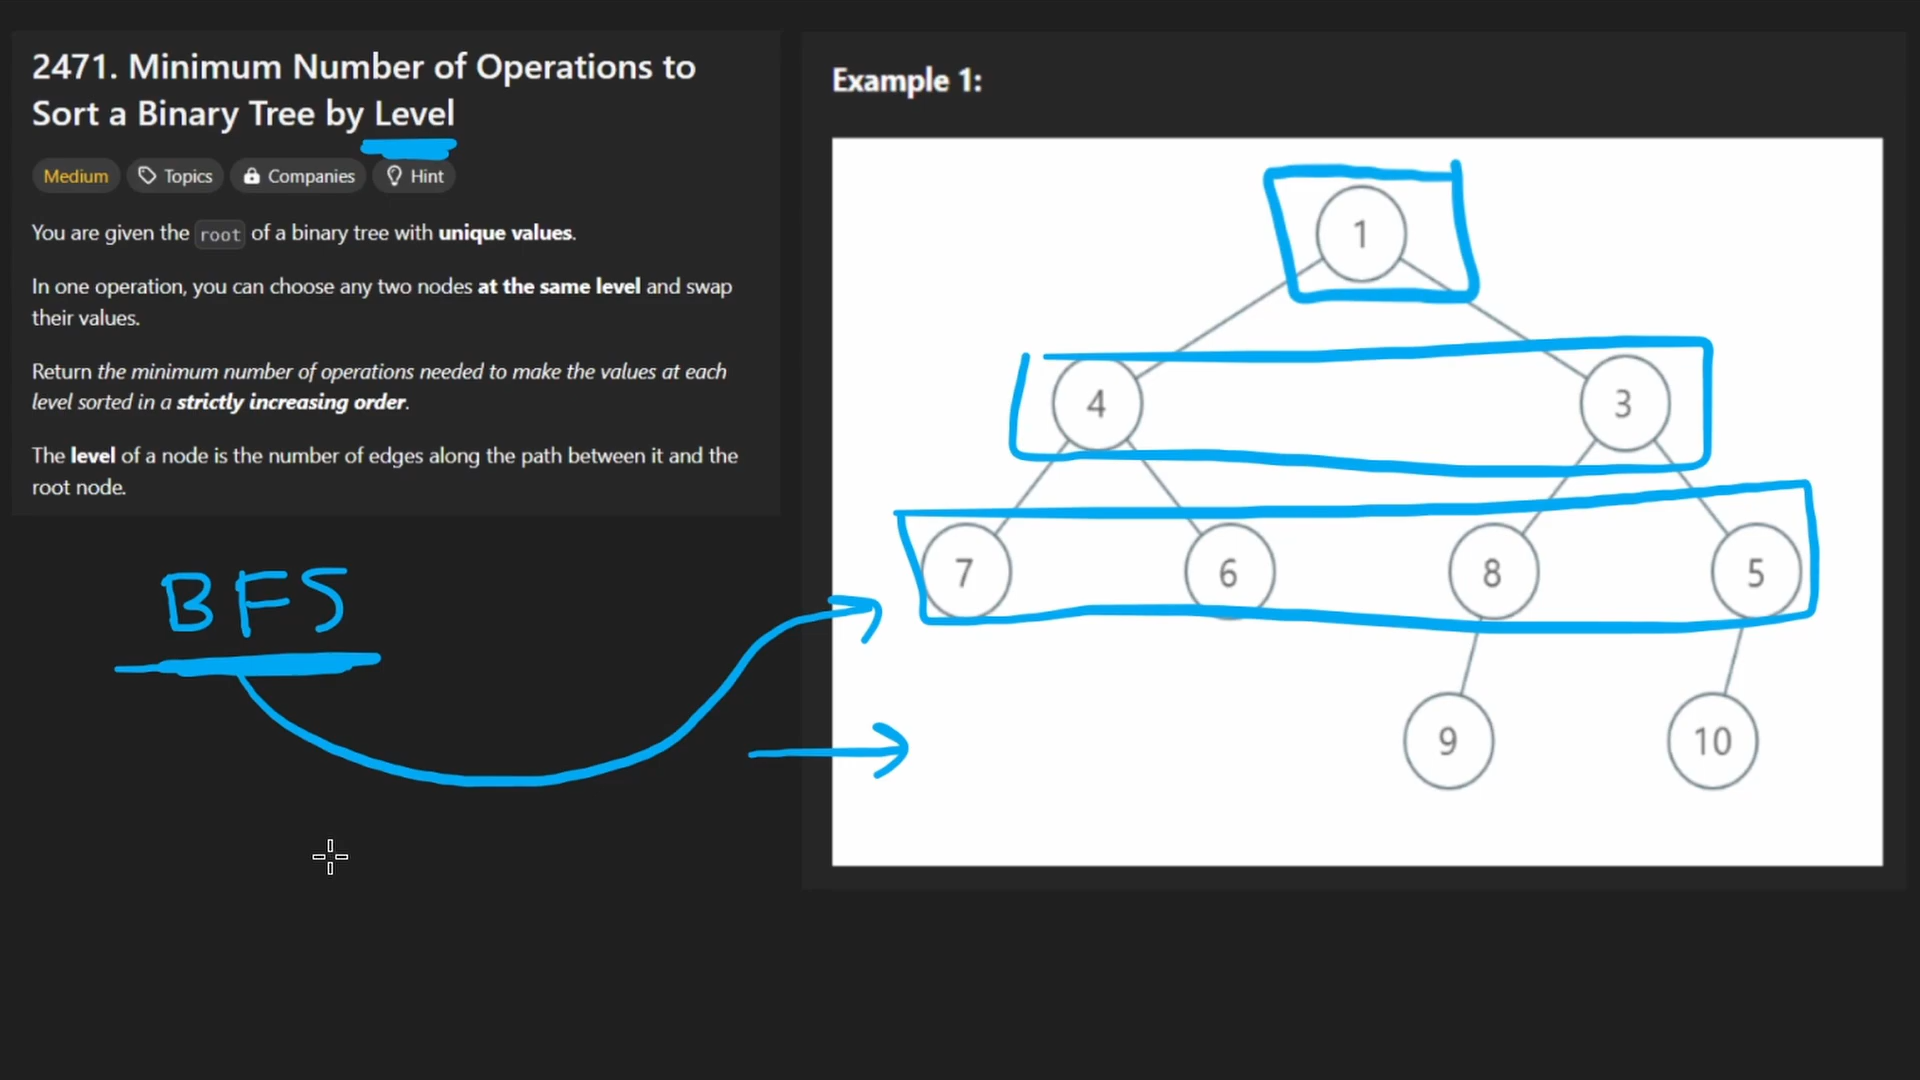 2471. Minimum Number of Operations to
Sort a Binary Tree by Level
Medium Topics Companies Hint
You are given the root of a binary tree with unique values.
In one operation, you can choose any two nodes at the same level and swap
their values.
Return the minimum number of operations needed to make the values at each
level sorted in a strictly increasing order.
The level of a node is the number of edges along the path between it and the
root node.
BFS
Example 1:
1
4 3
7 6 8 5
9 10